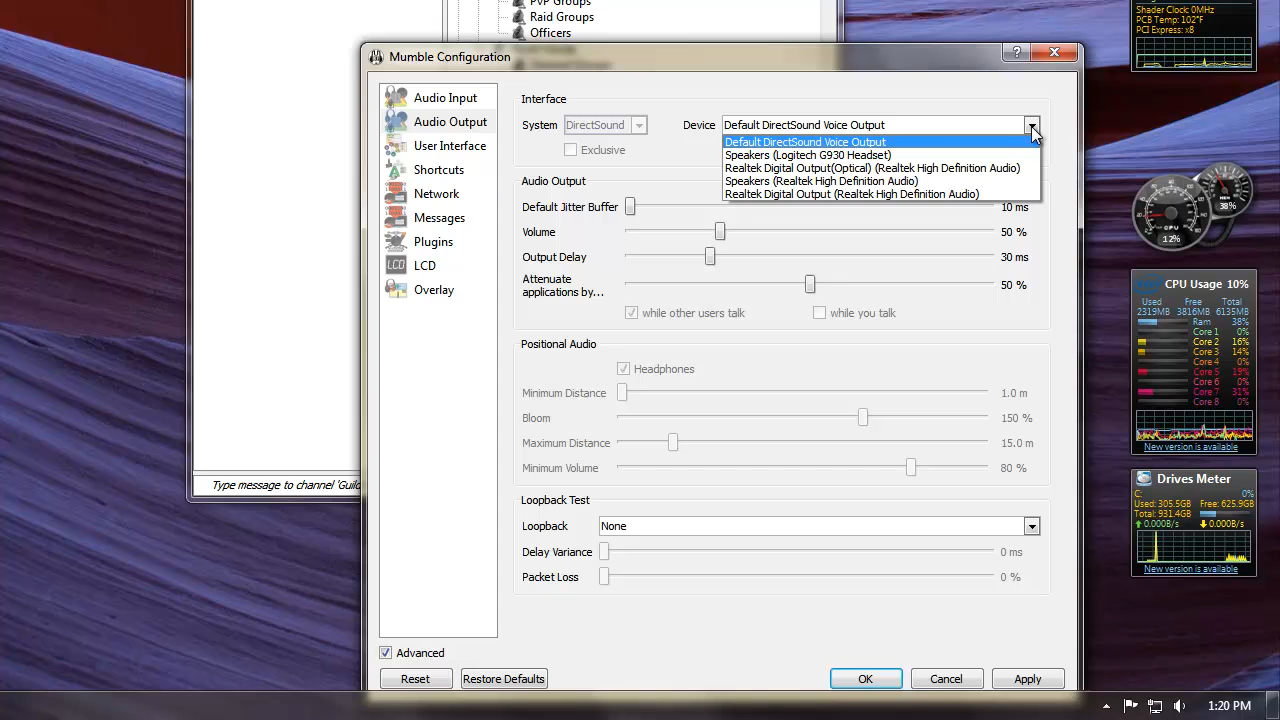 PvP Groups
Raid Groups
Officers
Shader Clock: 0MHz
PCB Temp: 102°F
PCI Express: x8
Mumble Configuration
?
Audio Input
Audio Output
User Interface
Shortcuts
Network
Messages
Plugins
LCD
LCD
Overlay
Interface
System
DirectSound
Device
Default DirectSound Voice Output
Exclusive
Default DirectSound Voice Output
Speakers (Logitech G930 Headset)
Realtek Digital Output(Optical) (Realtek High Definition Audio)
Speakers (Realtek High Definition Audio)
Realtek Digital Output (Realtek High Definition Audio)
Audio Output
Default Jitter Buffer 10 ms
Volume 50 %
Output Delay 30 ms
Attenuate
applications by... 50 %
while other users talk while you talk
Positional Audio
Headphones
Minimum Distance 1.0 m
Bloom 150 %
Maximum Distance 15.0 m
Minimum Volume 80 %
Loopback Test
Loopback None
Delay Variance 0 ms
Packet Loss 0 %
Advanced
Reset Restore Defaults OK Cancel Apply
Type message to channel 'Guild
MEM
38%
CPU
12%
CPU Usage 10%
Used Free Total
2319MB 3816MB 6135MB
Ram 38%
Core 1 0%
Core 2 16%
Core 3 14%
Core 4 0%
Core 5 19%
Core 6 0%
Core 7 31%
Core 8 0%
New version is available
Drives Meter
C: 0%
Used: 305.5GB Free: 625.9GB
Total: 931.4GB
0.000B/s 0.000B/s
New version is available
1:20 PM